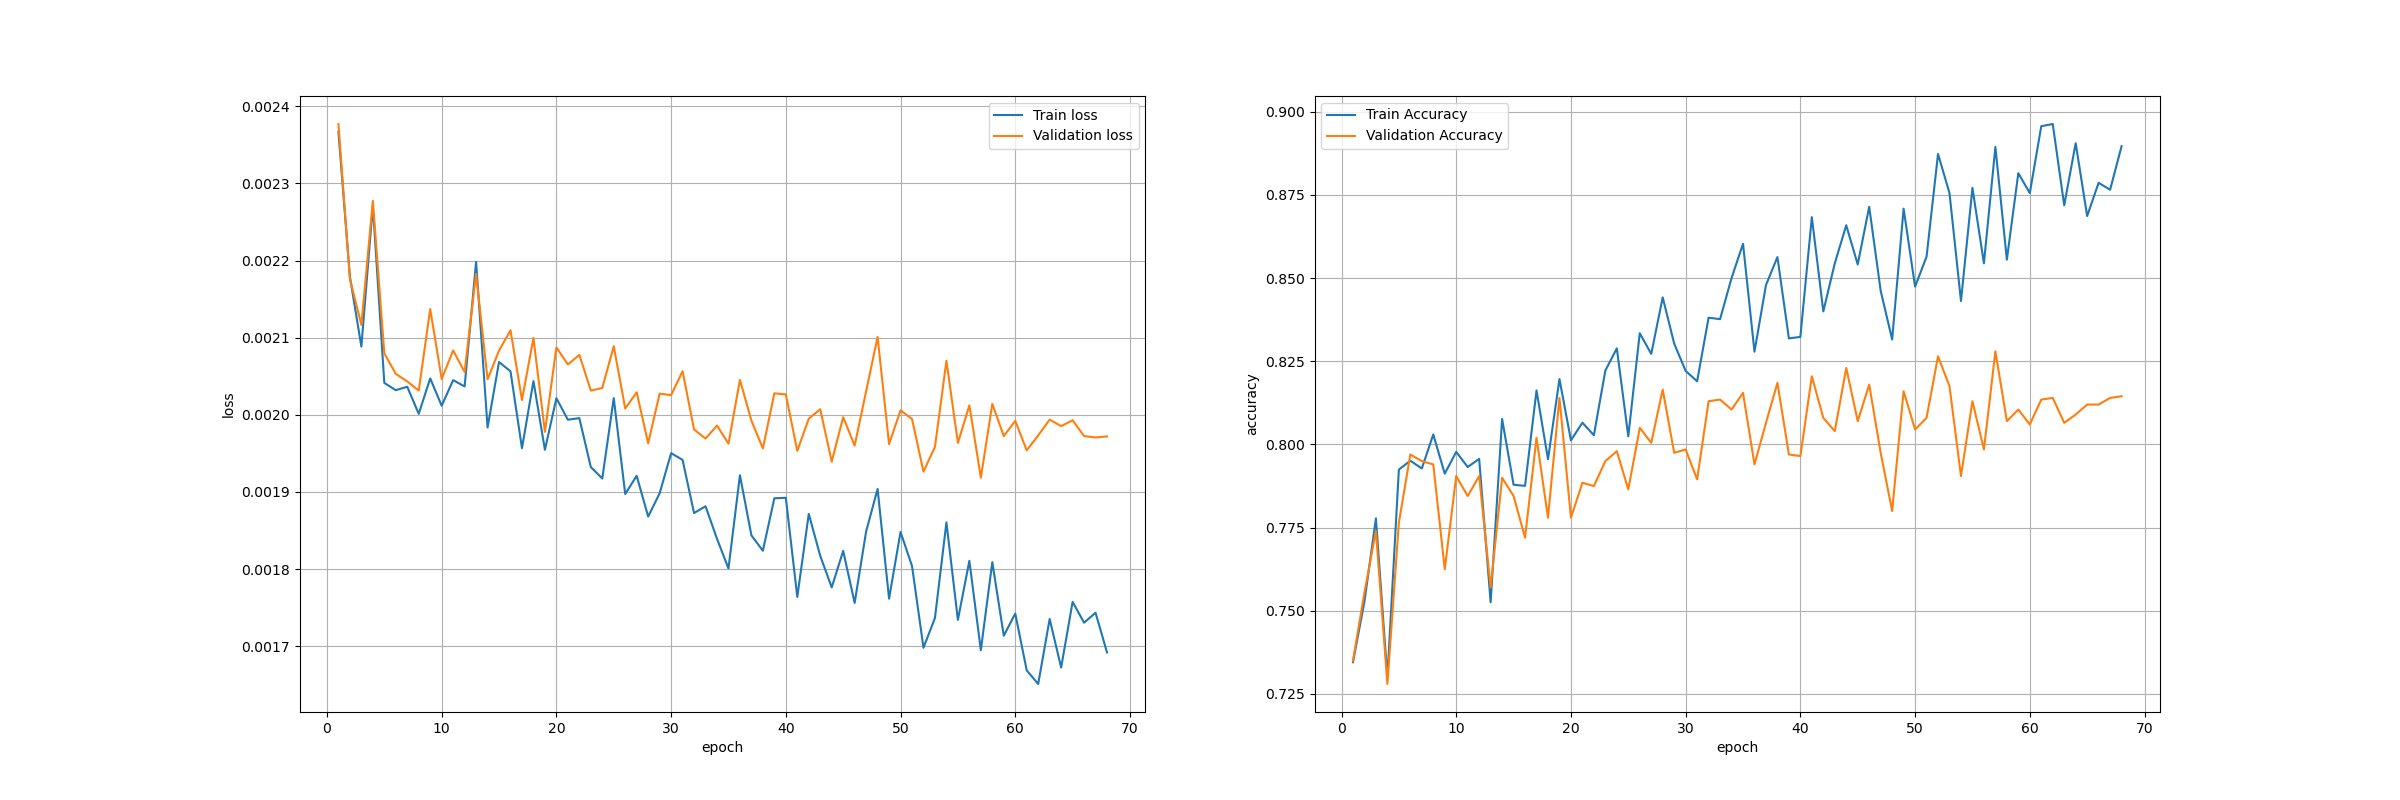 0.0024
0.0023
0.0022
0.0021
0.0020
0.0019
0.0018
0.0017
loss
0 10 20 30 40 50 60 70
epoch
Train loss
Validation loss
0.900
0.875
0.850
0.825
0.800
0.775
0.750
0.725
accuracy
0 10 20 30 40 50 60 70
epoch
Train Accuracy
Validation Accuracy